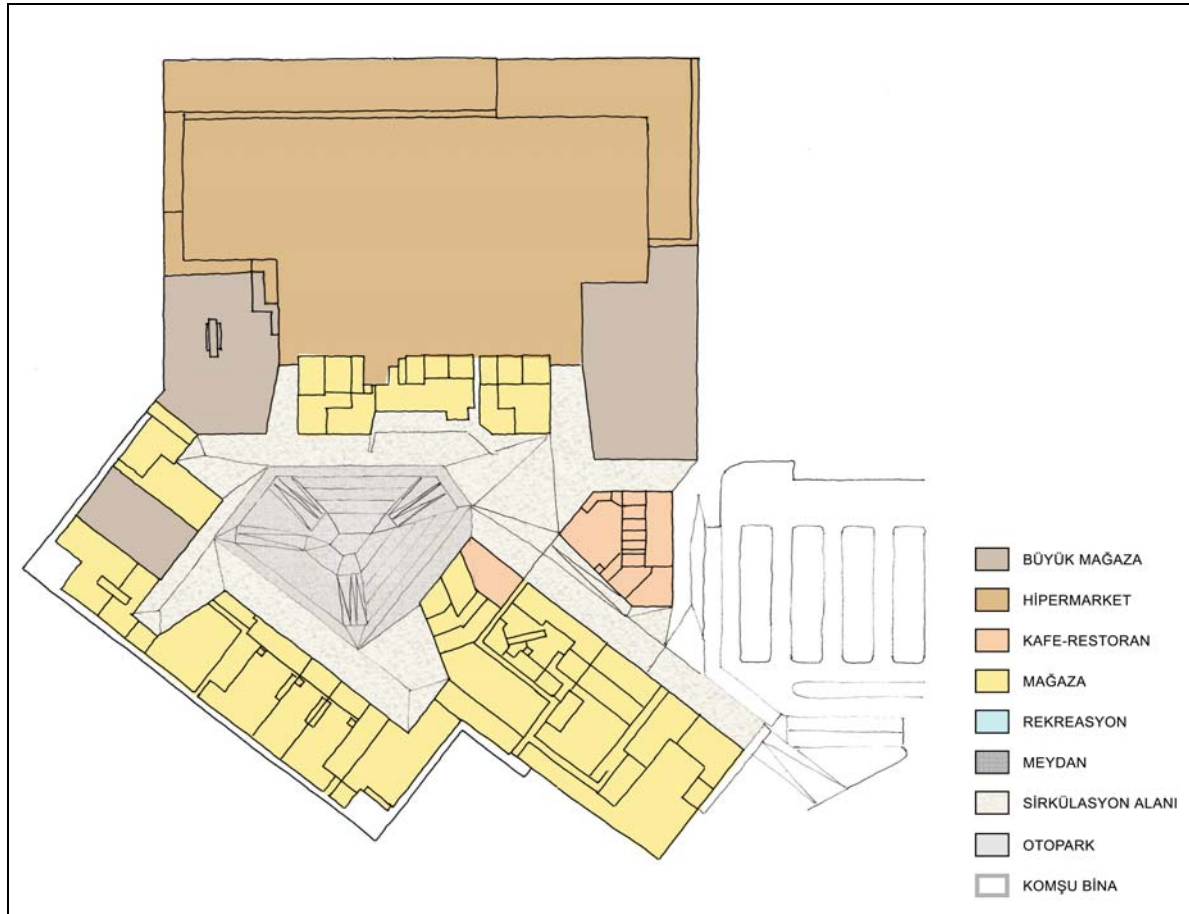 BÜYÜK MAĞAZA
HİPERMARKET
KAFE-RESTORAN
MAĞAZA
REKREASYON
MEYDAN
SİRKÜLASYON ALANI
OTOPARK
KOMŞU BİNA